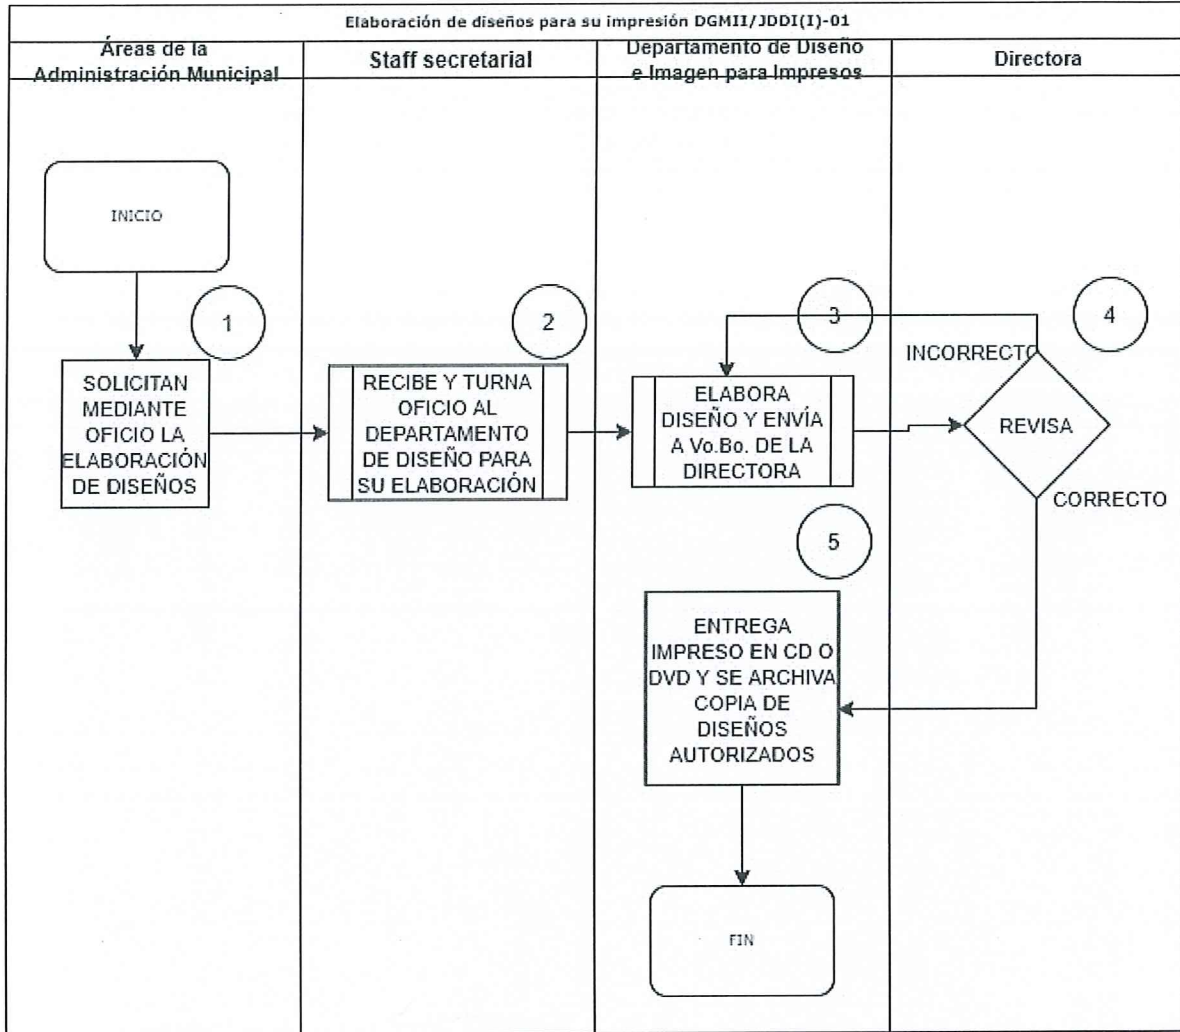 Elaboración de diseños para su impresión DGMII/JDDI(I)-01
Áreas de la
Administración Municipal
Staff secretarial
Departamento de Diseño
e Imagen para Impresos
Directora
INICIO
1
SOLICITAN
MEDIANTE
OFICIO LA
ELABORACIÓN
DE DISEÑOS
2
RECIBE Y TURNA
OFICIO AL
DEPARTAMENTO
DE DISEÑO PARA
SU ELABORACIÓN
3
ELABORA
DISEÑO Y ENVÍA
A Vo.Bo. DE LA
DIRECTORA
4
INCORRECTO
REVISA
CORRECTO
5
ENTREGA
IMPRESO EN CD O
DVD Y SE ARCHIVA
COPIA DE
DISEÑOS
AUTORIZADOS
FIN